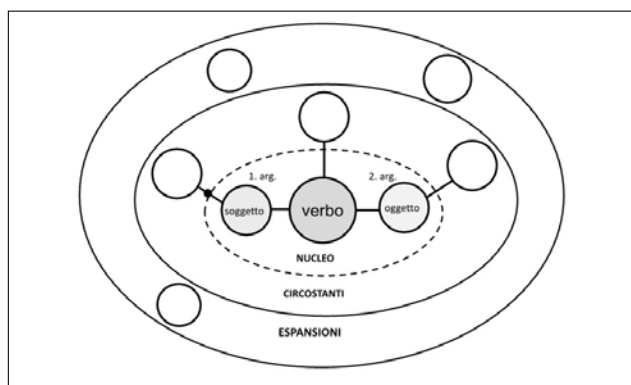 1. arg. 2. arg.
soggetto verbo oggetto
NUCLEO
CIRCOSTANTI
ESPANSIONI